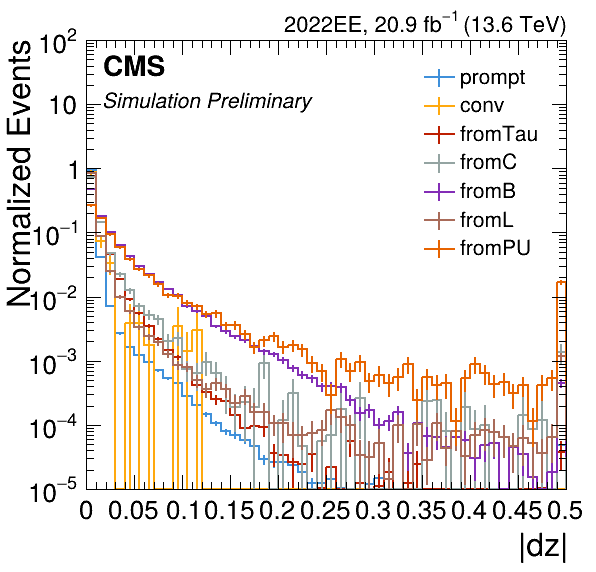 2022EE, 20.9 fb⁻¹ (13.6 TeV)
CMS
Simulation Preliminary
Normalized Events
10²
10
1
10⁻¹
10⁻²
10⁻³
10⁻⁴
10⁻⁵
prompt
conv
fromTau
fromC
fromB
fromL
fromPU
0 0.05 0.10 0.15 0.2 0.25 0.3 0.35 0.4 0.45 0.5
|dz|